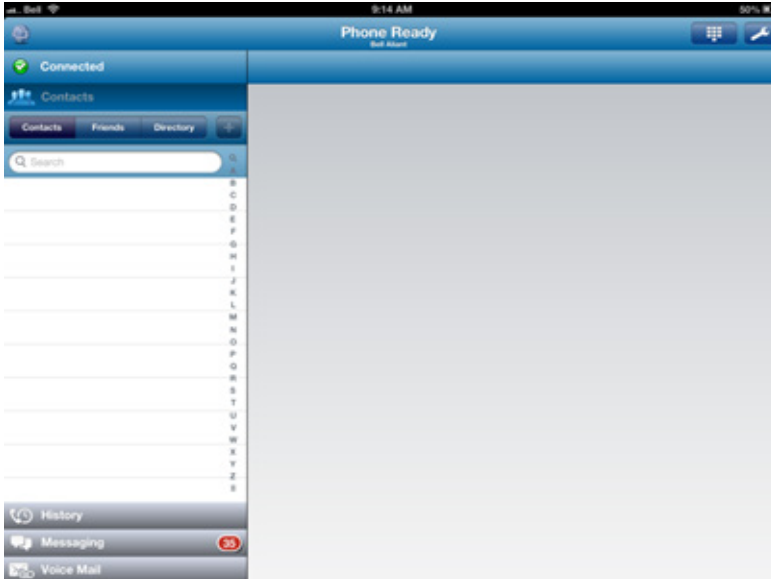 Bell 9:14 AM 50%
Phone Ready
Bell Aliant
Connected
Contacts
Contacts Friends Directory +
Search
A
B
C
D
E
F
G
H
I
J
K
L
M
N
O
P
Q
R
S
T
U
V
W
X
Y
Z
#
History
Messaging 35
Voice Mail